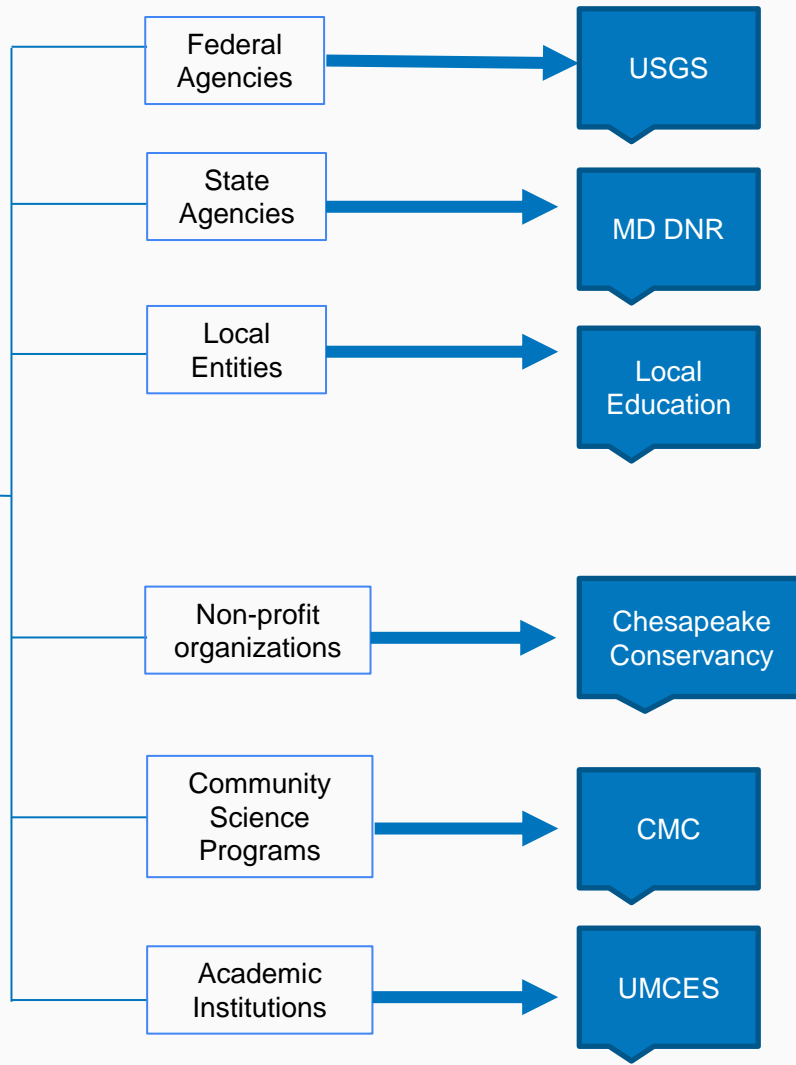 Federal
Agencies
USGS
State
Agencies
MD DNR
Local
Entities
Local
Education
Non-profit
organizations
Chesapeake
Conservancy
Community
Science
Programs
CMC
Academic
Institutions
UMCES